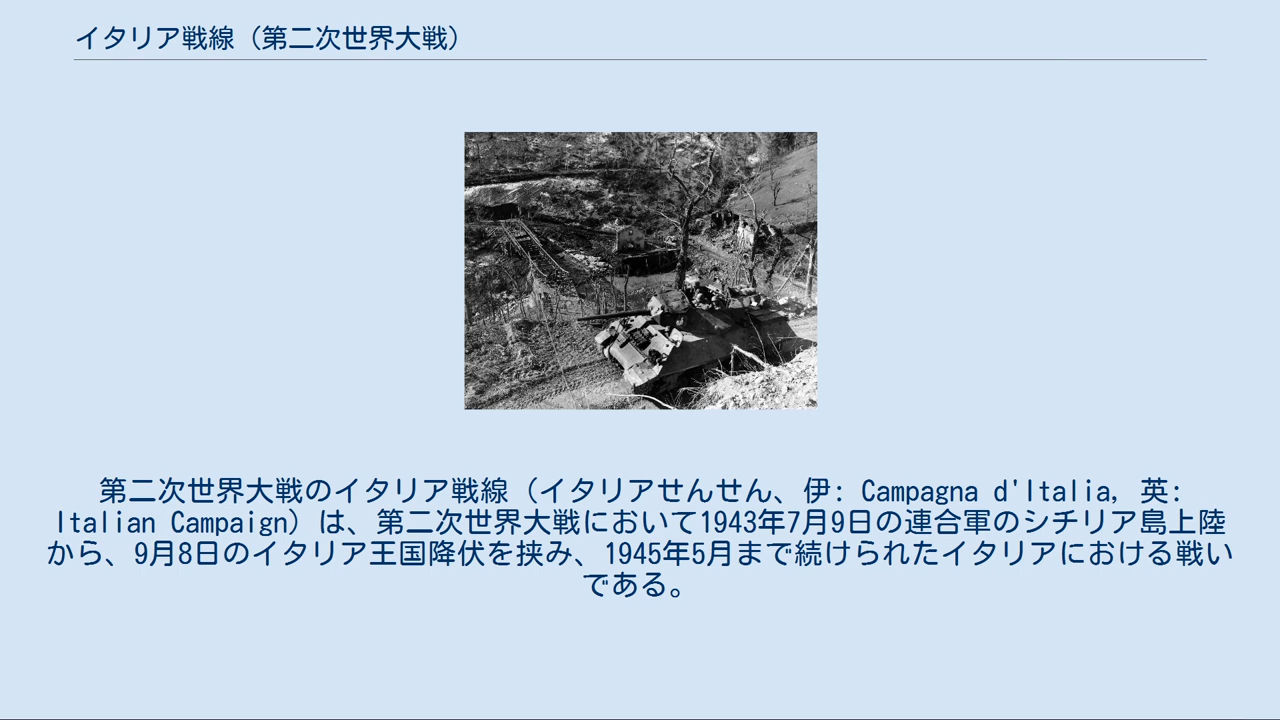 イタリア戦線（第二次世界大戦）
第二次世界大戦のイタリア戦線（イタリアせんせん、伊: Campagna d'Italia, 英:
Italian Campaign）は、第二次世界大戦において1943年7月9日の連合軍のシチリア島上陸
から、9月8日のイタリア王国降伏を挟み、1945年5月まで続けられたイタリアにおける戦い
である。